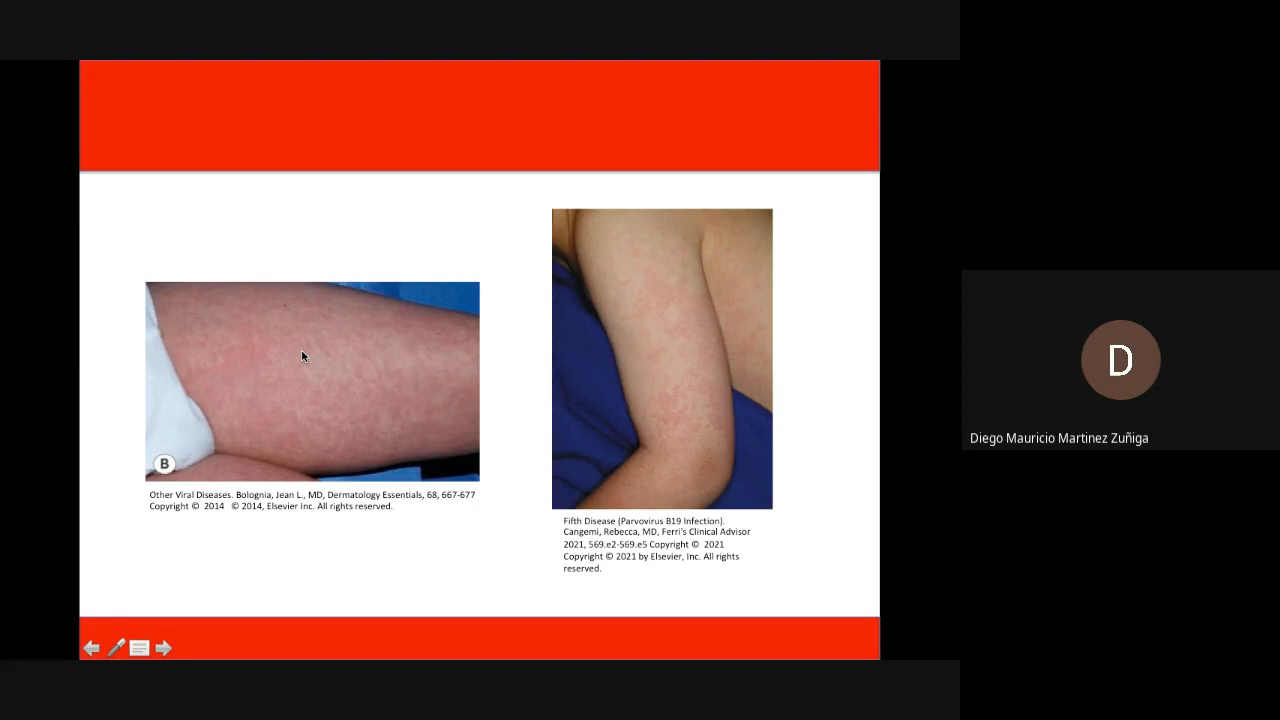 B
Other Viral Diseases. Bolognia, Jean L., MD, Dermatology Essentials, 68, 667-677
Copyright © 2014 © 2014, Elsevier Inc. All rights reserved.
Fifth Disease (Parvovirus B19 Infection).
Cangemi, Rebecca, MD, Ferri's Clinical Advisor
2021, 569.e2-569.e5 Copyright © 2021
Copyright © 2021 by Elsevier, Inc. All rights
reserved.
D
Diego Mauricio Martinez Zuñiga